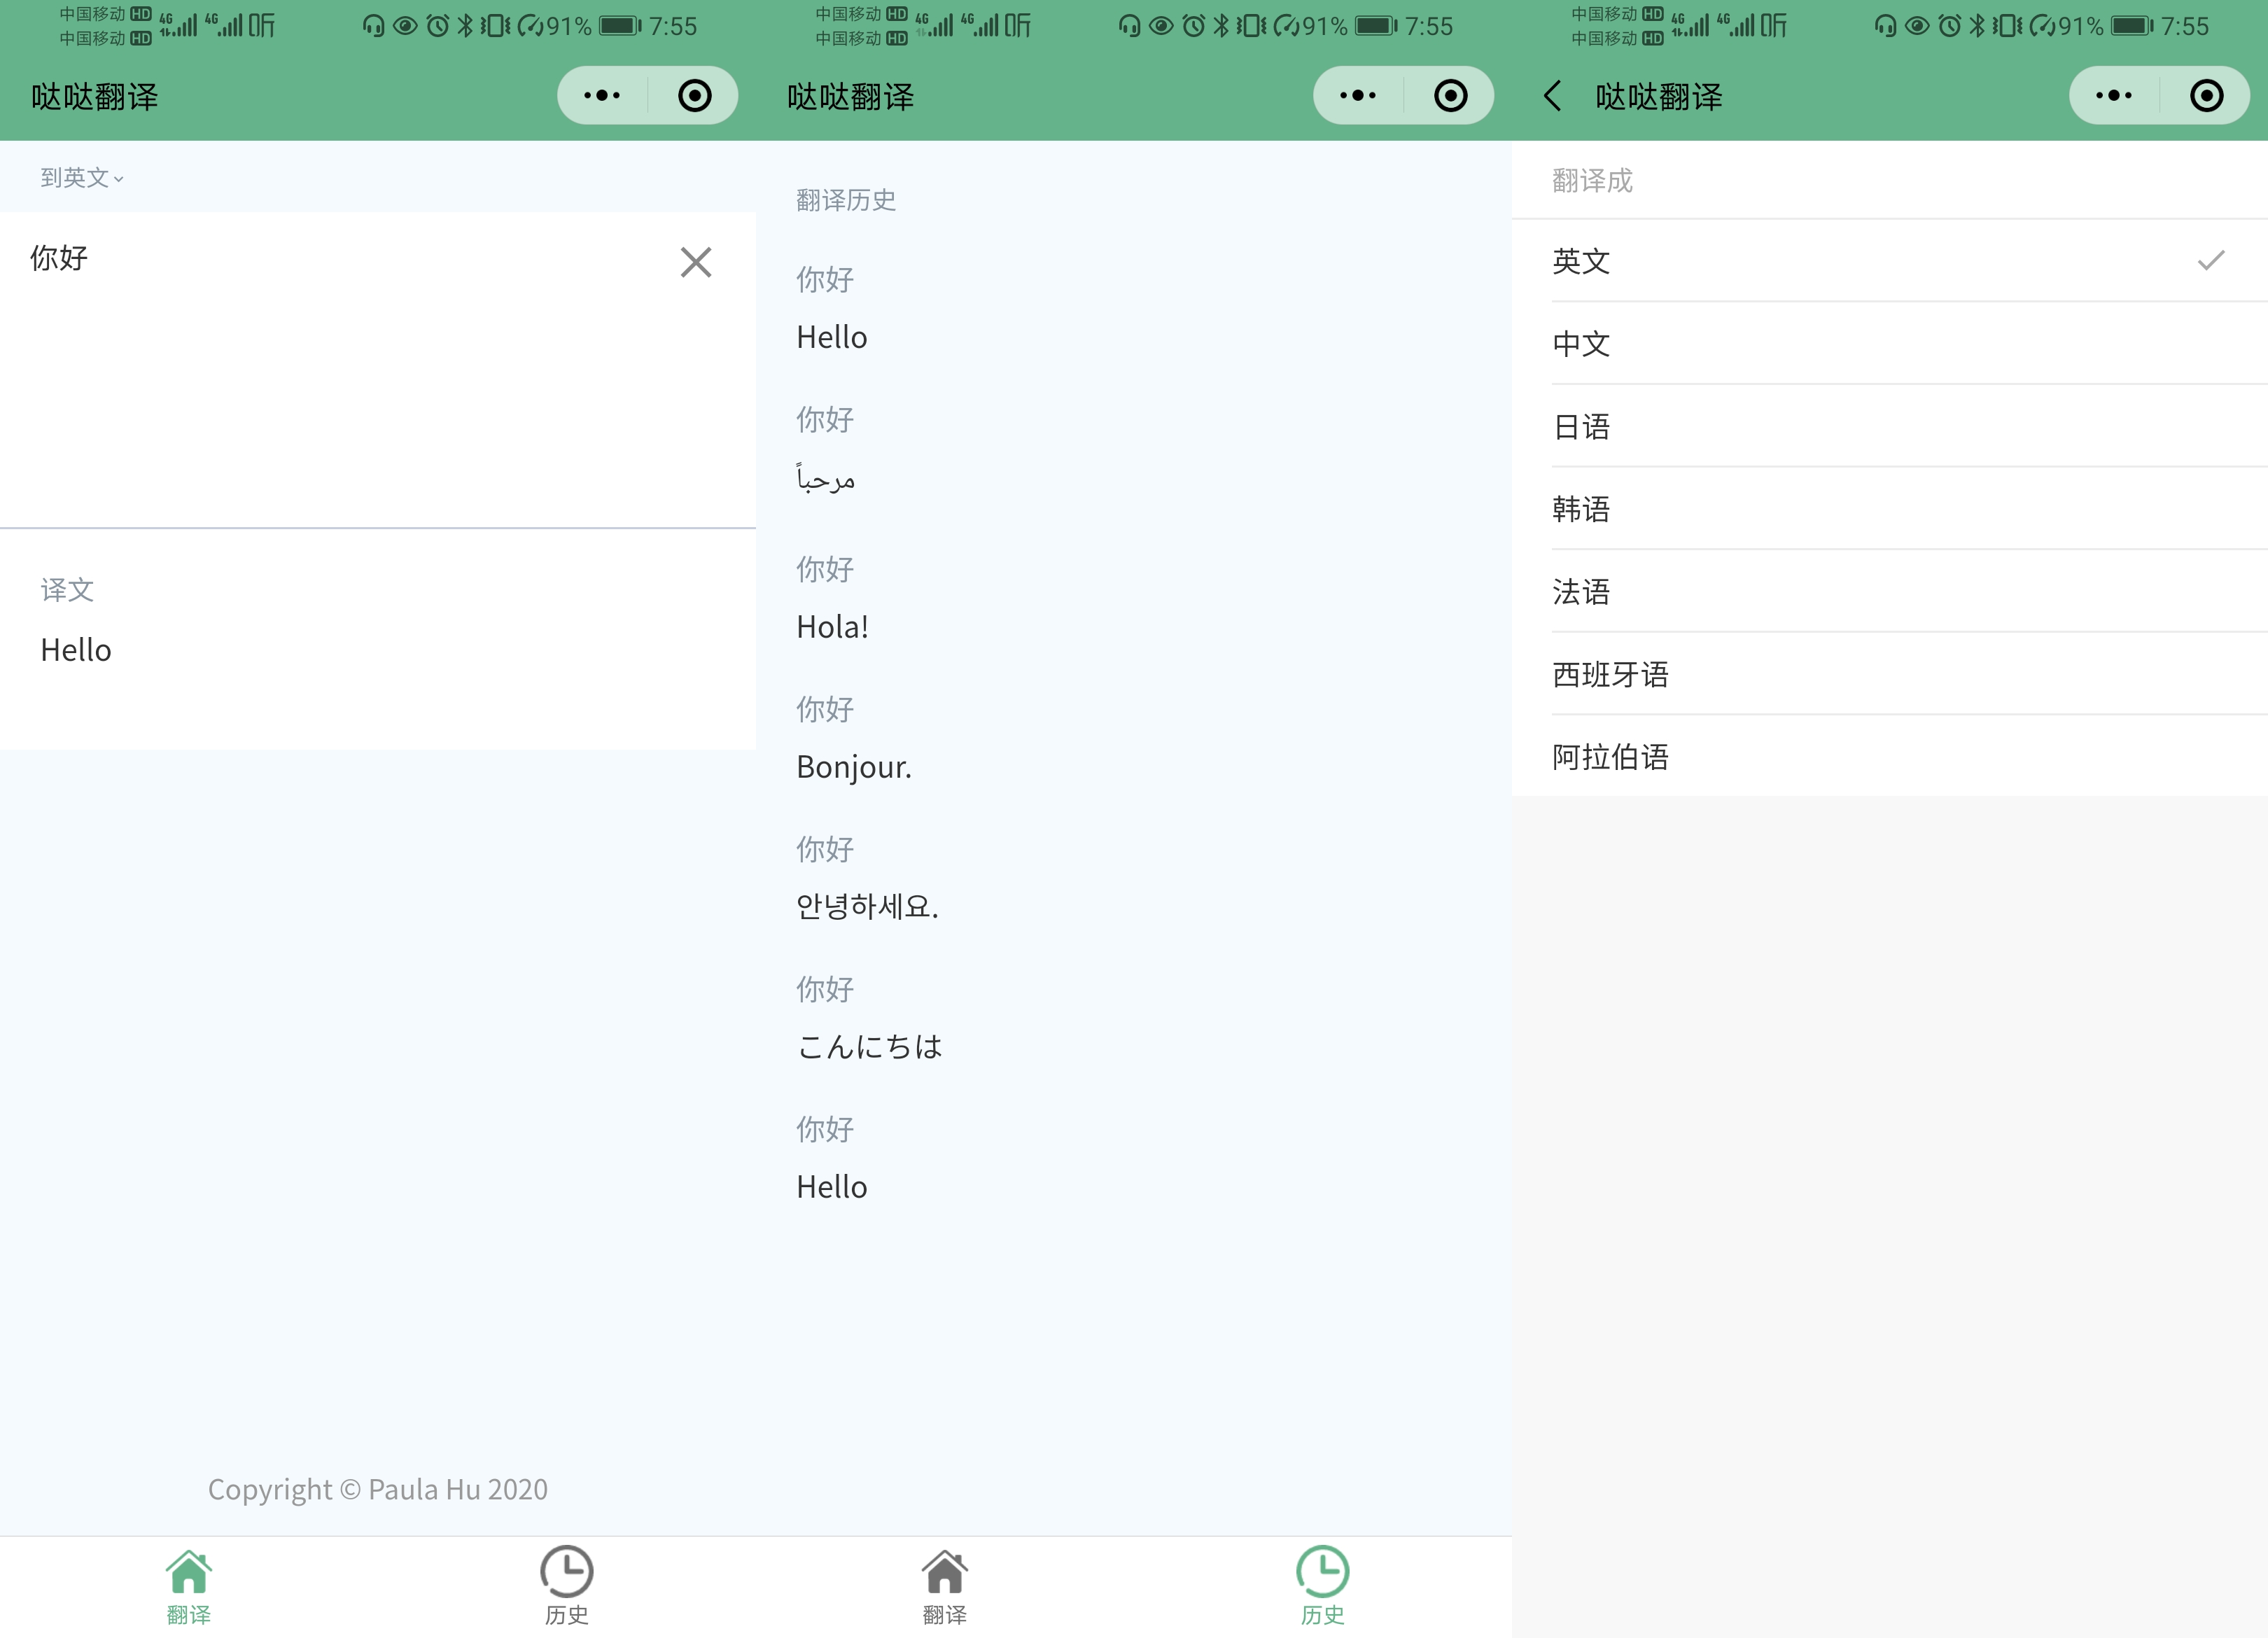 中国移动 HD 4G 4G
中国移动 HD
91% 7:55
哒哒翻译
到英文
你好
译文
Hello
Copyright © Paula Hu 2020
翻译
历史
中国移动 HD 4G 4G
中国移动 HD
91% 7:55
哒哒翻译
翻译历史
你好
Hello
你好
مرحباً
你好
Hola!
你好
Bonjour.
你好
안녕하세요.
你好
こんにちは
你好
Hello
翻译
历史
中国移动 HD 4G 4G
中国移动 HD
91% 7:55
哒哒翻译
翻译成
英文
中文
日语
韩语
法语
西班牙语
阿拉伯语